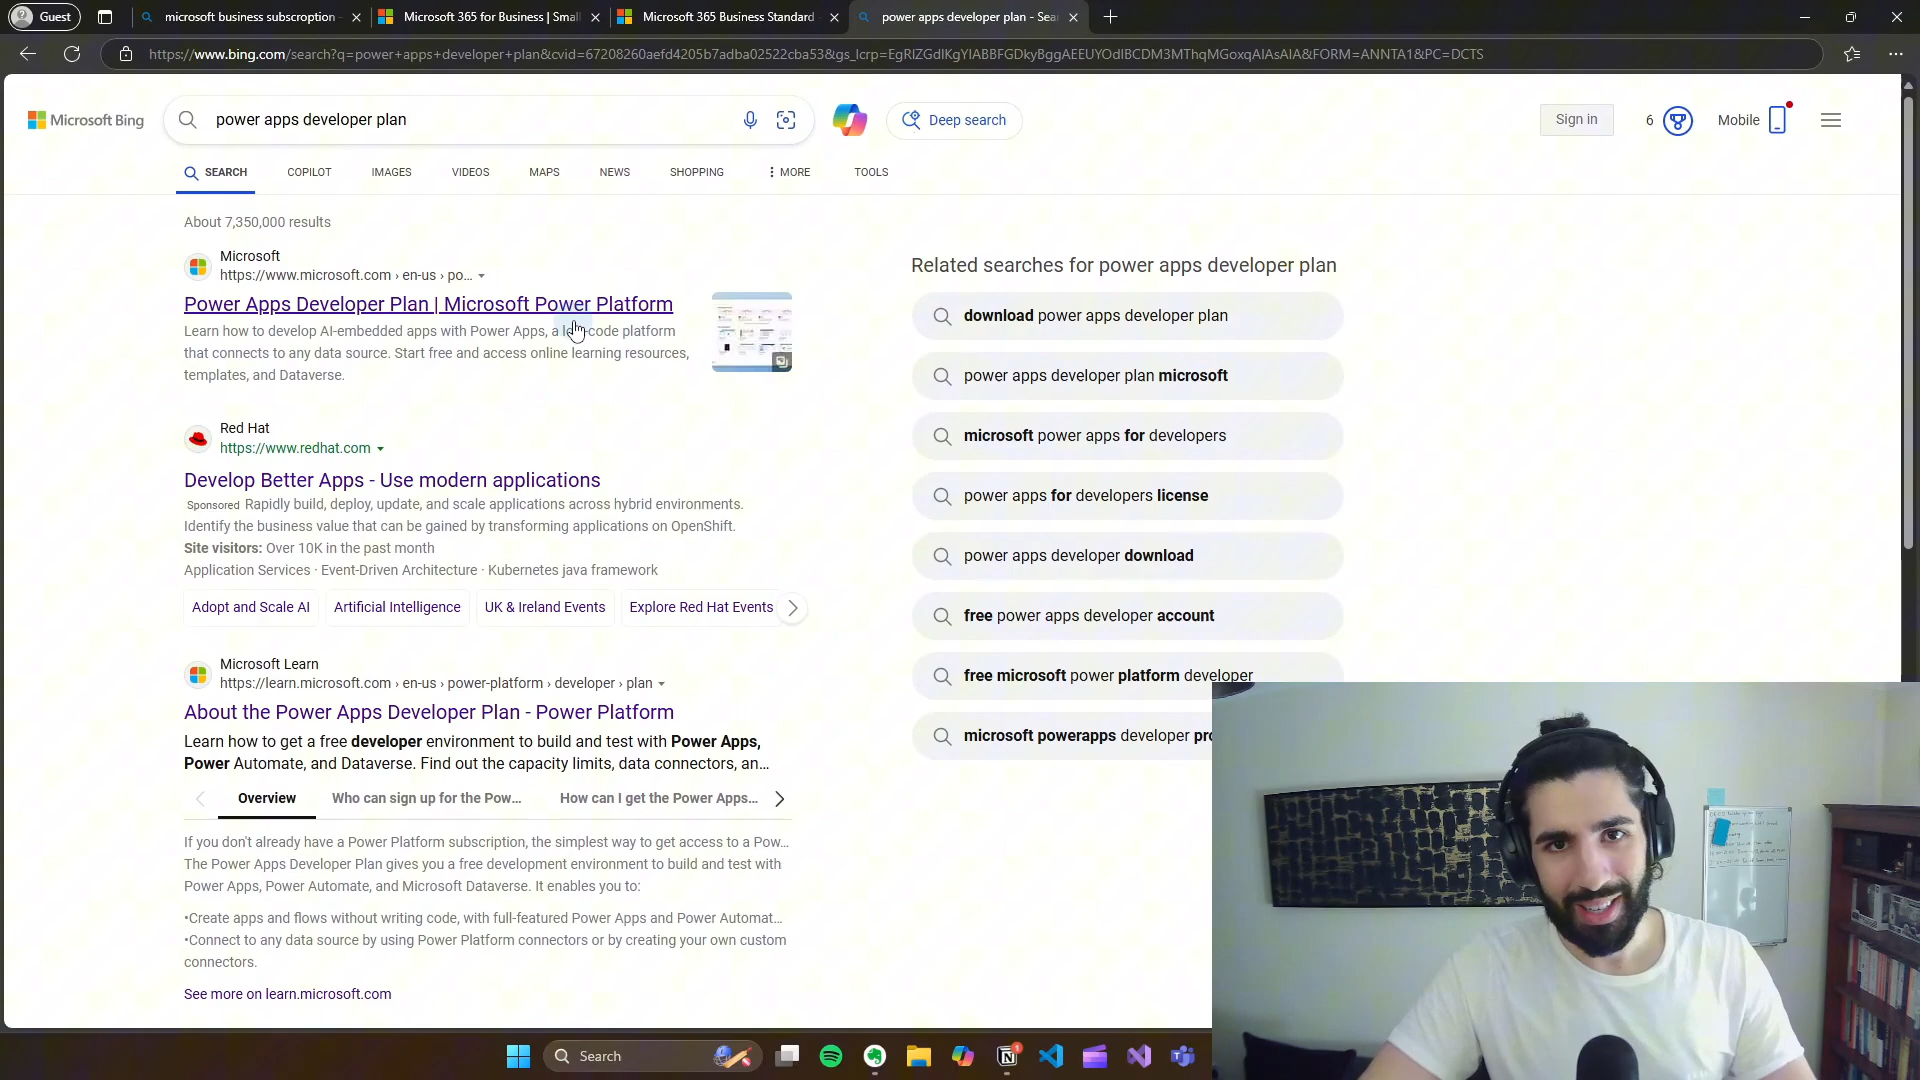 Guest
microsoft business subscroption -
Microsoft 365 for Business | Smal
Microsoft 365 Business Standard
power apps developer plan - Sea
https://www.bing.com/search?q=power+apps+developer+plan&cvid=67208260aefd4205b7adba02522cba53&gs_lcrp=EgRlZGdlKgYIABBFGDkyBggAEEUYOdIBCDM3MThqMGoxqAIAsAIA&FORM=ANNTA1&PC=DCTS
Microsoft Bing
power apps developer plan
Deep search
Sign in
6
Mobile
SEARCH
COPILOT
IMAGES
VIDEOS
MAPS
NEWS
SHOPPING
MORE
TOOLS
About 7,350,000 results
Microsoft
https://www.microsoft.com › en-us › po...
Power Apps Developer Plan | Microsoft Power Platform
Learn how to develop AI-embedded apps with Power Apps, a low-code platform
that connects to any data source. Start free and access online learning resources,
templates, and Dataverse.
Red Hat
https://www.redhat.com
Develop Better Apps - Use modern applications
Sponsored Rapidly build, deploy, update, and scale applications across hybrid environments.
Identify the business value that can be gained by transforming applications on OpenShift.
Site visitors: Over 10K in the past month
Application Services · Event-Driven Architecture · Kubernetes java framework
Adopt and Scale AI
Artificial Intelligence
UK & Ireland Events
Explore Red Hat Events
Microsoft Learn
https://learn.microsoft.com › en-us › power-platform › developer › plan
About the Power Apps Developer Plan - Power Platform
Learn how to get a free developer environment to build and test with Power Apps,
Power Automate, and Dataverse. Find out the capacity limits, data connectors, an...
Overview
Who can sign up for the Pow...
How can I get the Power Apps...
If you don't already have a Power Platform subscription, the simplest way to get access to a Pow...
The Power Apps Developer Plan gives you a free development environment to build and test with
Power Apps, Power Automate, and Microsoft Dataverse. It enables you to:
•Create apps and flows without writing code, with full-featured Power Apps and Power Automat...
•Connect to any data source by using Power Platform connectors or by creating your own custom
connectors.
See more on learn.microsoft.com
Related searches for power apps developer plan
download power apps developer plan
power apps developer plan microsoft
microsoft power apps for developers
power apps for developers license
power apps developer download
free power apps developer account
free microsoft power platform developer
microsoft powerapps developer pro
Search
1